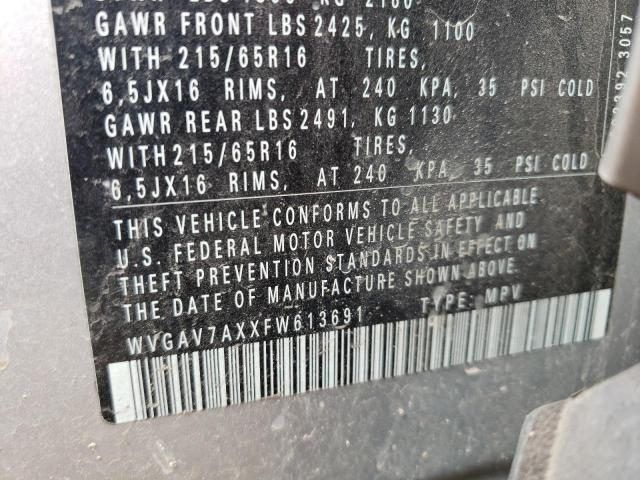 GAWR FRONT LBS 2425, KG 1100
WITH 215/65R16 TIRES,
6,5JX16 RIMS, AT 240 KPA, 35 PSI COLD
GAWR REAR LBS 2491, KG 1130
WITH 215/65R16 TIRES,
6,5JX16 RIMS, AT 240 KPA, 35 PSI COLD
THIS VEHICLE CONFORMS TO ALL APPLICABLE
U.S. FEDERAL MOTOR VEHICLE SAFETY AND
THEFT PREVENTION STANDARDS IN EFFECT ON
THE DATE OF MANUFACTURE SHOWN ABOVE.
WVGAV7AXXFW613691 TYPE: MPV
3057